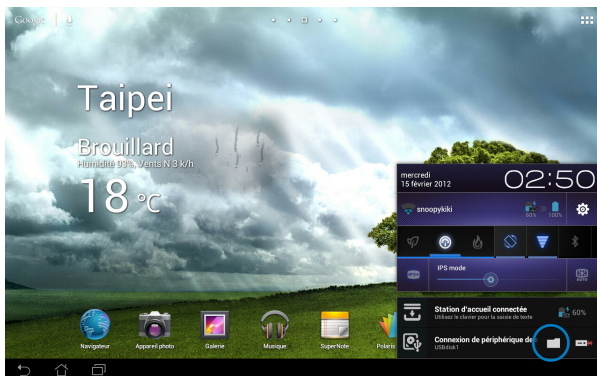 Google
Taipei
Brouillard
Humidité 93%, Vents N 3 k/h
18 °C
mercredi
15 février 2012
02:50
snoopykiki
60%
100%
IPS mode
AUTO
Station d'accueil connectée
Utilisez le clavier pour la saisie de texte
60%
Connexion de périphérique de
USBdisk1
Navigateur
Appareil photo
Galerie
Musique
SuperNote
Polaris